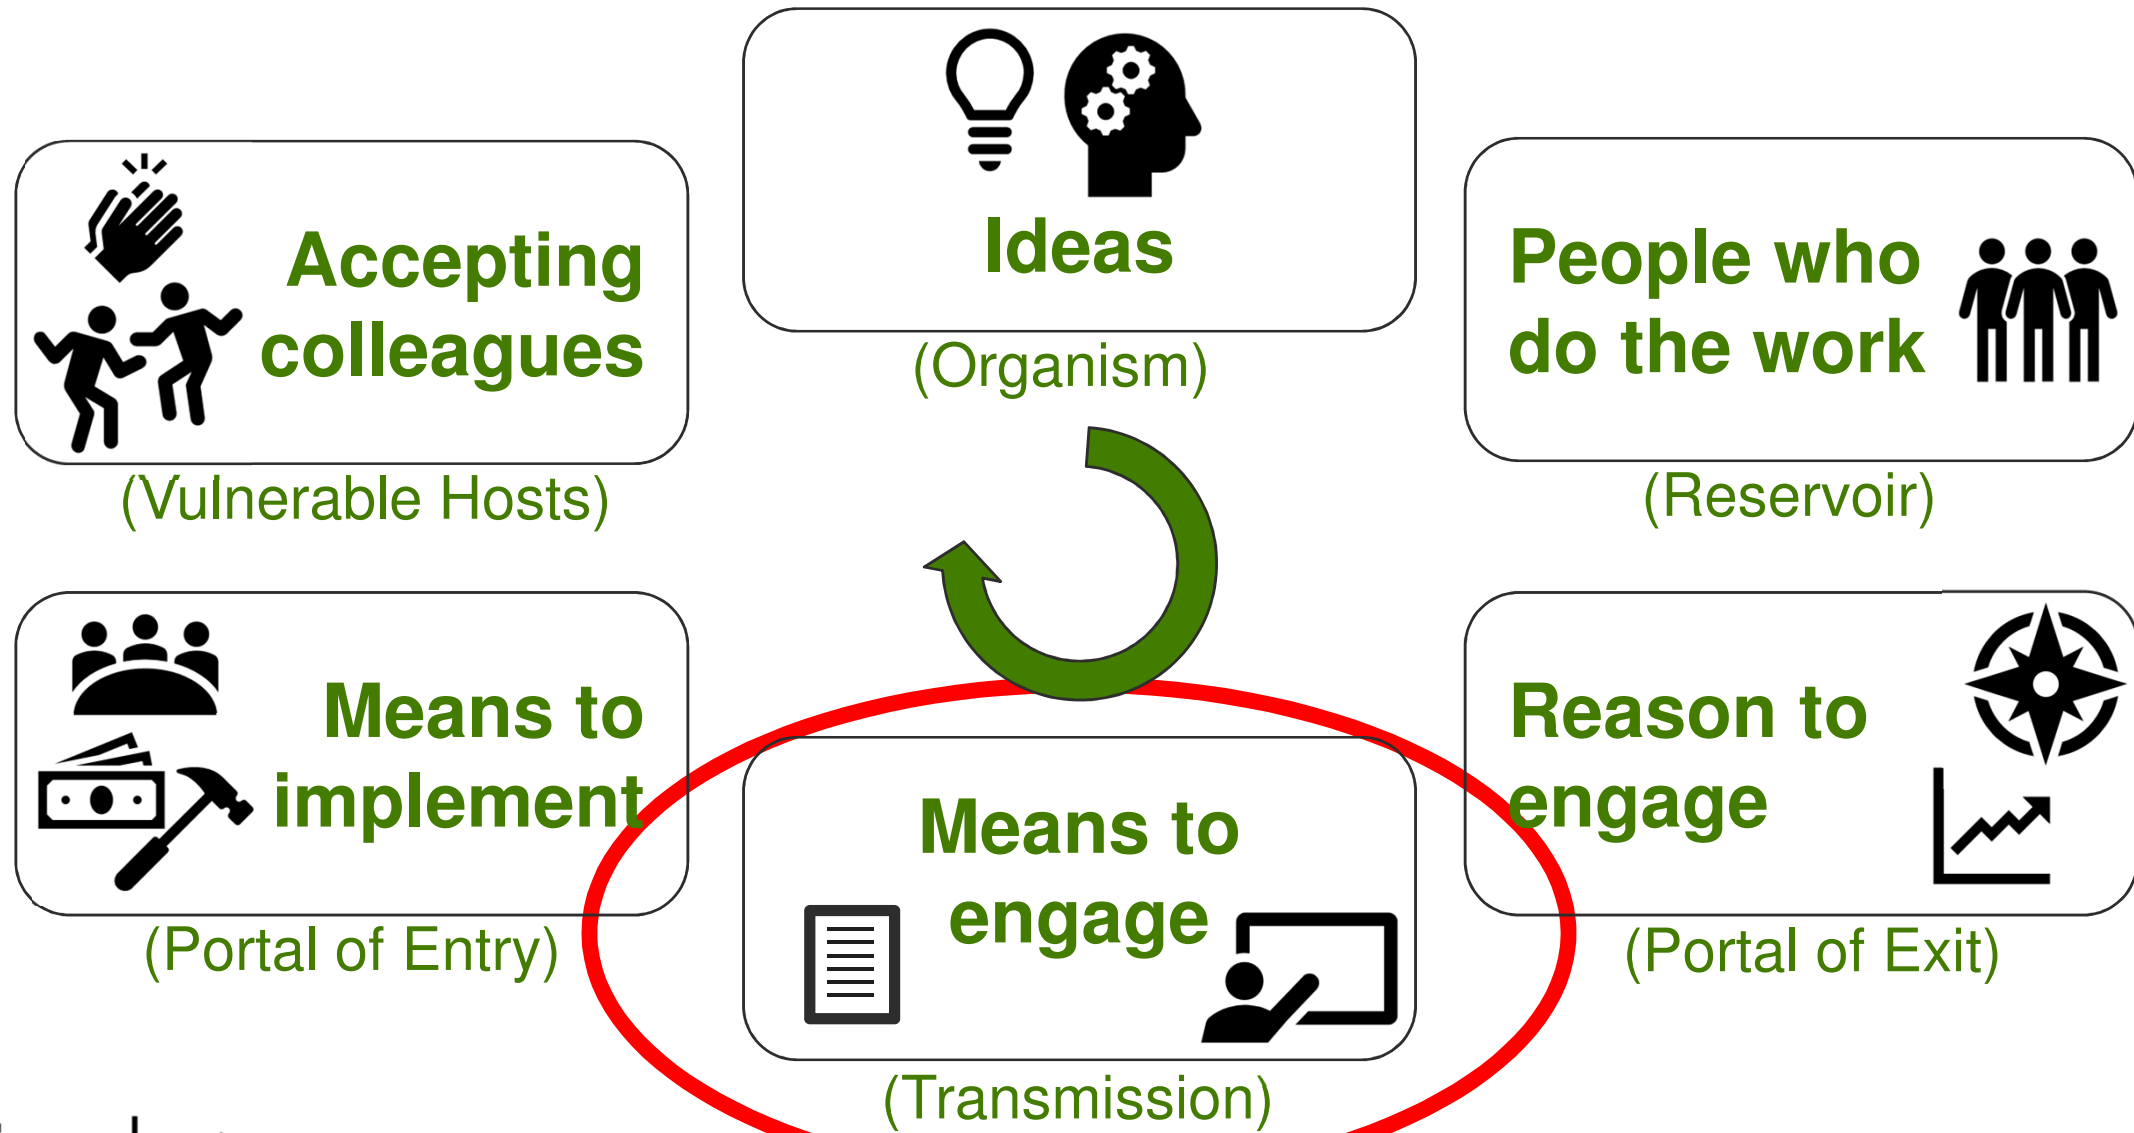 Ideas
(Organism)
People who
do the work
(Reservoir)
Reason to
engage
(Portal of Exit)
Means to
engage
(Transmission)
Means to
implement
(Portal of Entry)
Accepting
colleagues
(Vulnerable Hosts)